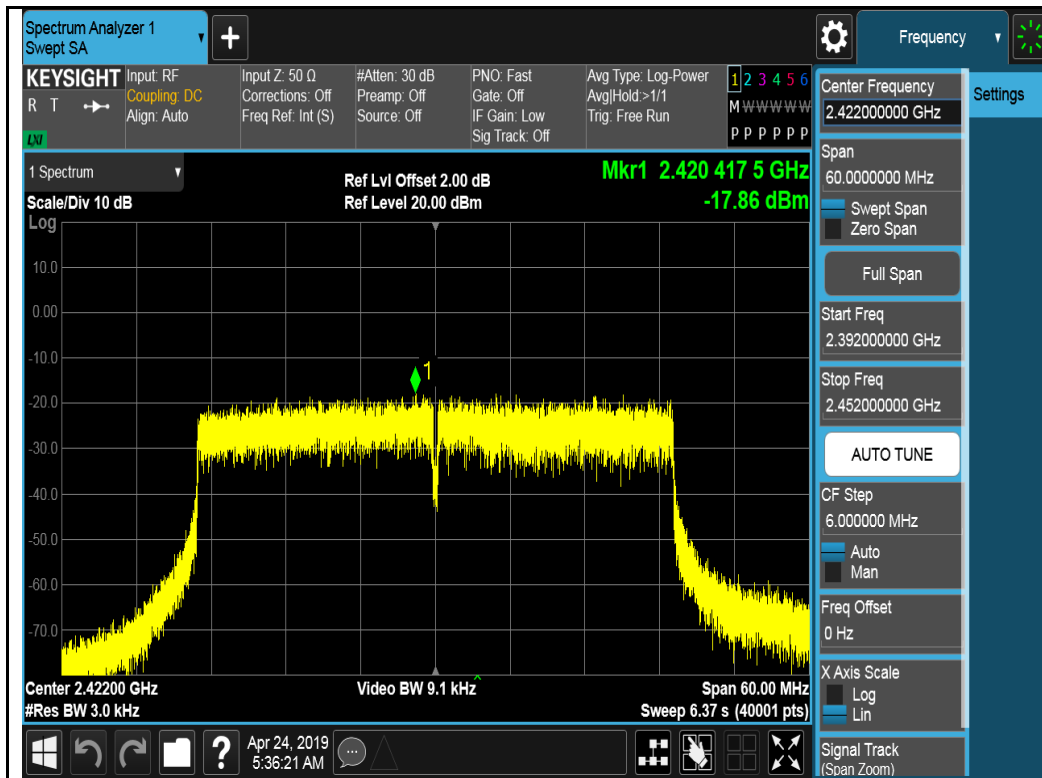 Spectrum Analyzer 1
Swept SA
+
Frequency
KEYSIGHT
R T
LXI
Input: RF
Coupling: DC
Align: Auto
Input Z: 50 Ω
Corrections: Off
Freq Ref: Int (S)
#Atten: 30 dB
Preamp: Off
Source: Off
PNO: Fast
Gate: Off
IF Gain: Low
Sig Track: Off
Avg Type: Log-Power
Avg|Hold:>1/1
Trig: Free Run
1 2 3 4 5 6
M W W W W W
P P P P P P
1 Spectrum
Scale/Div 10 dB
Log
Ref Lvl Offset 2.00 dB
Ref Level 20.00 dBm
Mkr1 2.420 417 5 GHz
-17.86 dBm
10.0
0.00
-10.0
-20.0
-30.0
-40.0
-50.0
-60.0
-70.0
1
Center 2.42200 GHz
#Res BW 3.0 kHz
Video BW 9.1 kHz
Span 60.00 MHz
Sweep 6.37 s (40001 pts)
Center Frequency
2.422000000 GHz
Span
60.0000000 MHz
Swept Span
Zero Span
Full Span
Start Freq
2.392000000 GHz
Stop Freq
2.452000000 GHz
AUTO TUNE
CF Step
6.000000 MHz
Auto
Man
Freq Offset
0 Hz
X Axis Scale
Log
Lin
Signal Track
(Span Zoom)
Settings
?
Apr 24, 2019
5:36:21 AM